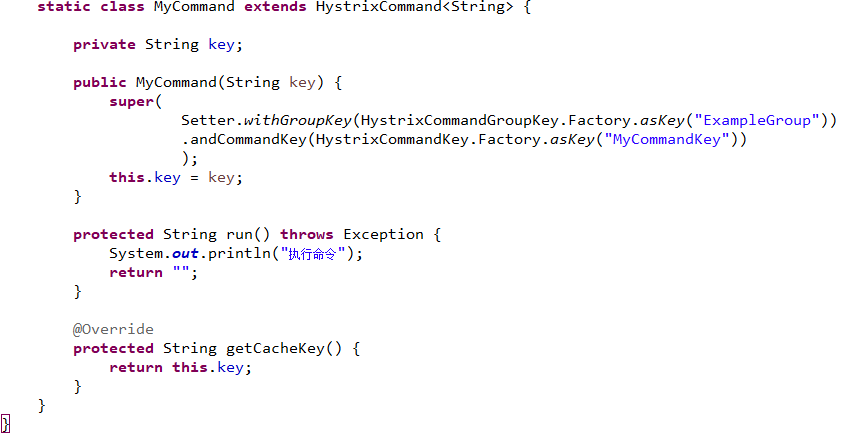 static class MyCommand extends HystrixCommand<String> {
private String key;
public MyCommand(String key) {
super(
Setter.withGroupKey(HystrixCommandGroupKey.Factory.asKey("ExampleGroup"))
.andCommandKey(HystrixCommandKey.Factory.asKey("MyCommandKey"))
);
this.key = key;
}
protected String run() throws Exception {
System.out.println("执行命令");
return "";
}
@Override
protected String getCacheKey() {
return this.key;
}
}
}